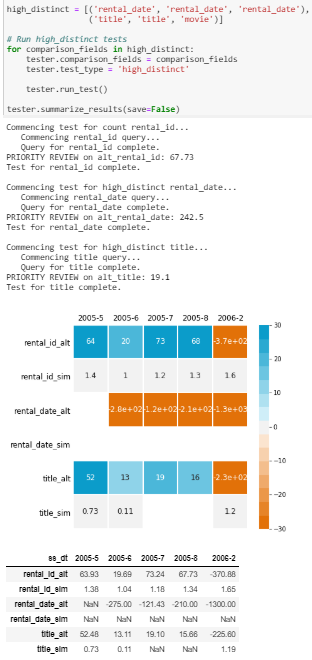 high_distinct = [('rental_date', 'rental_date', 'rental_date'),
('title', 'title', 'movie')]
# Run high_distinct tests
for comparison_fields in high_distinct:
tester.comparison_fields = comparison_fields
tester.test_type = 'high_distinct'
tester.run_test()
tester.summarize_results(save=False)
Commencing test for count rental_id...
Commencing rental_id query...
Query for rental_id complete.
PRIORITY REVIEW on alt_rental_id: 67.73
Test for rental_id complete.
Commencing test for high_distinct rental_date...
Commencing rental_date query...
Query for rental_date complete.
PRIORITY REVIEW on alt_rental_date: 242.5
Test for rental_date complete.
Commencing test for high_distinct title...
Commencing title query...
Query for title complete.
PRIORITY REVIEW on alt_title: 19.1
Test for title complete.
2005-5 2005-6 2005-7 2005-8 2006-2
rental_id_alt 64 20 73 68 -3.7e+02
rental_id_sim 1.4 1 1.2 1.3 1.6
rental_date_alt -2.8e+02 -1.2e+02 -2.1e+02 -1.3e+03
rental_date_sim
title_alt 52 13 19 16 -2.3e+02
title_sim 0.73 0.11 1.2
30
20
10
0
-10
-20
-30
ss_dt 2005-5 2005-6 2005-7 2005-8 2006-2
rental_id_alt 63.93 19.69 73.24 67.73 -370.88
rental_id_sim 1.38 1.04 1.18 1.34 1.65
rental_date_alt NaN -275.00 -121.43 -210.00 -1300.00
rental_date_sim NaN NaN NaN NaN NaN
title_alt 52.48 13.11 19.10 15.66 -225.60
title_sim 0.73 0.11 NaN NaN 1.19